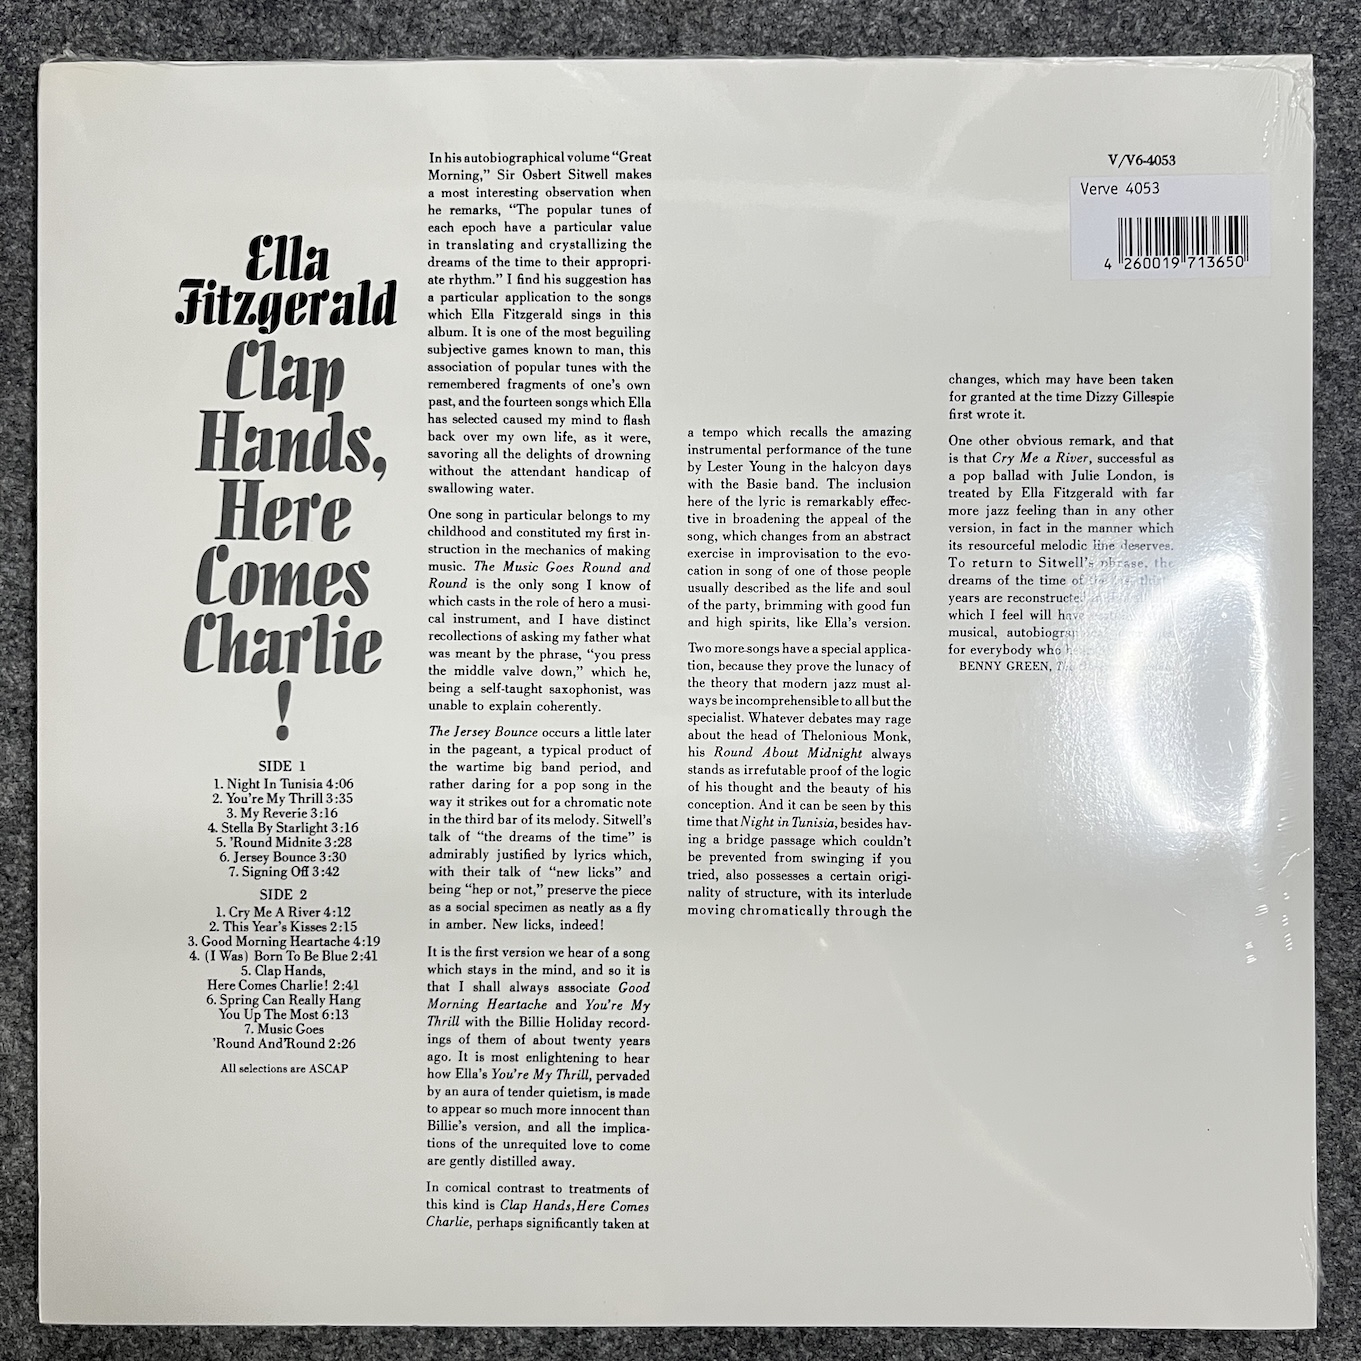 Ella
Fitzgerald
Clap
Hands,
Here
Comes
Charlie
!
SIDE 1
1. Night In Tunisia 4:06
2. You're My Thrill 3:35
3. My Reverie 3:16
4. Stella By Starlight 3:16
5. 'Round Midnite 3:28
6. Jersey Bounce 3:30
7. Signing Off 3:42
SIDE 2
1. Cry Me A River 4:12
2. This Year's Kisses 2:15
3. Good Morning Heartache 4:19
4. (I Was) Born To Be Blue 2:41
5. Clap Hands,
Here Comes Charlie! 2:41
6. Spring Can Really Hang
You Up The Most 6:13
7. Music Goes
'Round And'Round 2:26
All selections are ASCAP
In his autobiographical volume "Great
Morning," Sir Osbert Sitwell makes
a most interesting observation when
he remarks, "The popular tunes of
each epoch have a particular value
in translating and crystallizing the
dreams of the time to their appropri-
ate rhythm." I find his suggestion has
a particular application to the songs
which Ella Fitzgerald sings in this
album. It is one of the most beguiling
subjective games known to man, this
association of popular tunes with the
remembered fragments of one's own
past, and the fourteen songs which Ella
has selected caused my mind to flash
back over my own life, as it were,
savoring all the delights of drowning
without the attendant handicap of
swallowing water.
One song in particular belongs to my
childhood and constituted my first in-
struction in the mechanics of making
music. The Music Goes Round and
Round is the only song I know of
which casts in the role of hero a musi-
cal instrument, and I have distinct
recollections of asking my father what
was meant by the phrase, "you press
the middle valve down," which he,
being a self-taught saxophonist, was
unable to explain coherently.
The Jersey Bounce occurs a little later
in the pageant, a typical product of
the wartime big band period, and
rather daring for a pop song in the
way it strikes out for a chromatic note
in the third bar of its melody. Sitwell's
talk of "the dreams of the time" is
admirably justified by lyrics which,
with their talk of "new licks" and
being "hep or not," preserve the piece
as a social specimen as neatly as a fly
in amber. New licks, indeed!
It is the first version we hear of a song
which stays in the mind, and so it is
that I shall always associate Good
Morning Heartache and You're My
Thrill with the Billie Holiday record-
ings of them of about twenty years
ago. It is most enlightening to hear
how Ella's You're My Thrill, pervaded
by an aura of tender quietism, is made
to appear so much more innocent than
Billie's version, and all the implica-
tions of the unrequited love to come
are gently distilled away.
In comical contrast to treatments of
this kind is Clap Hands, Here Comes
Charlie, perhaps significantly taken at
a tempo which recalls the amazing
instrumental performance of the tune
by Lester Young in the halcyon days
with the Basie band. The inclusion
here of the lyric is remarkably effec-
tive in broadening the appeal of the
song, which changes from an abstract
exercise in improvisation to the evo-
cation in song of one of those people
usually described as the life and soul
of the party, brimming with good fun
and high spirits, like Ella's version.
Two more songs have a special applica-
tion, because they prove the lunacy of
the theory that modern jazz must al-
ways be incomprehensible to all but the
specialist. Whatever debates may rage
about the head of Thelonious Monk,
his Round About Midnight always
stands as irrefutable proof of the logic
of his thought and the beauty of his
conception. And it can be seen by this
time that Night in Tunisia, besides hav-
ing a bridge passage which couldn't
be prevented from swinging if you
tried, also possesses a certain origi-
nality of structure, with its interlude
moving chromatically through the
V/V6-4053
Verve 4053
4 260019 713650
changes, which may have been taken
for granted at the time Dizzy Gillespie
first wrote it.
One other obvious remark, and that
is that Cry Me a River, successful as
a pop ballad with Julie London, is
treated by Ella Fitzgerald with far
more jazz feeling than in any other
version, in fact in the manner which
its resourceful melodic line deserves.
To return to Sitwell's phrase, the
dreams of the time of
years are reconstructed
which I feel will have
musical,
for everybody who
BENNY GREEN,